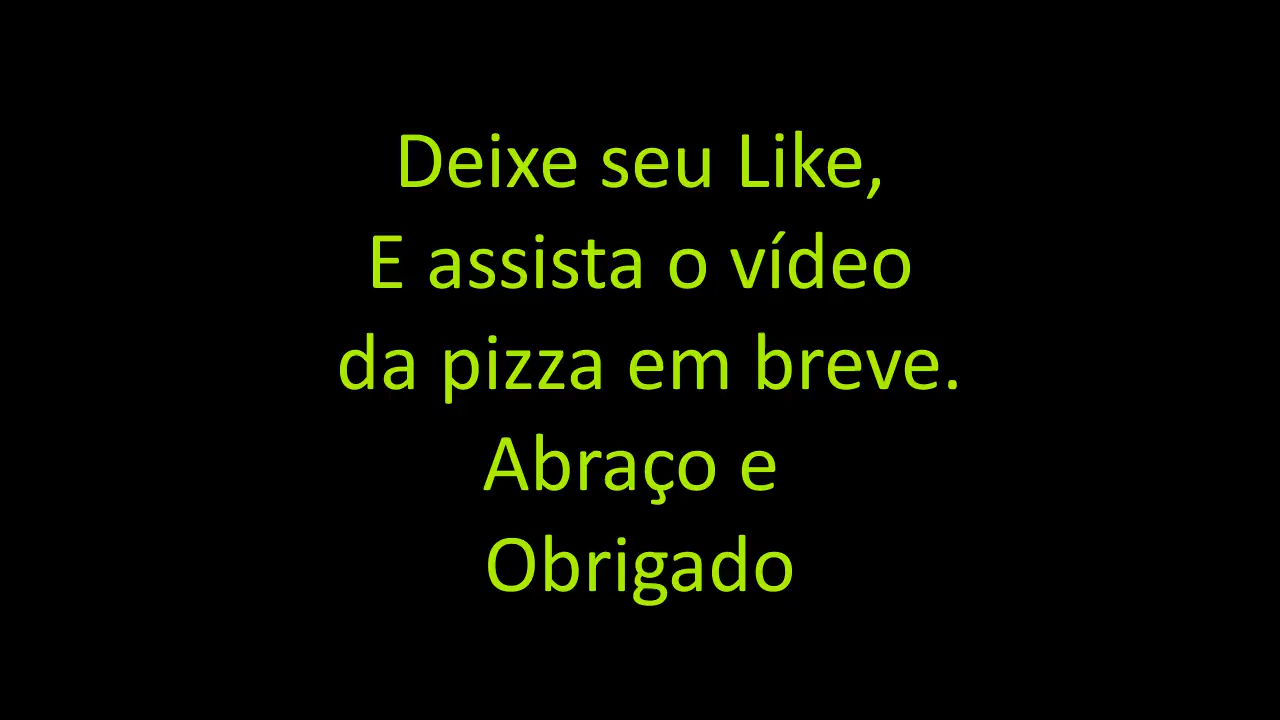 Deixe seu Like,
E assista o vídeo
da pizza em breve.
Abraço e
Obrigado